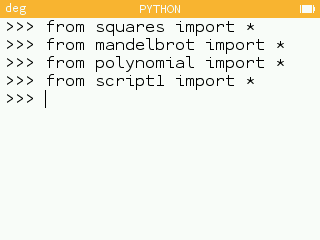 deg PYTHON
>>> from squares import *
>>> from mandelbrot import *
>>> from polynomial import *
>>> from script1 import *
>>>